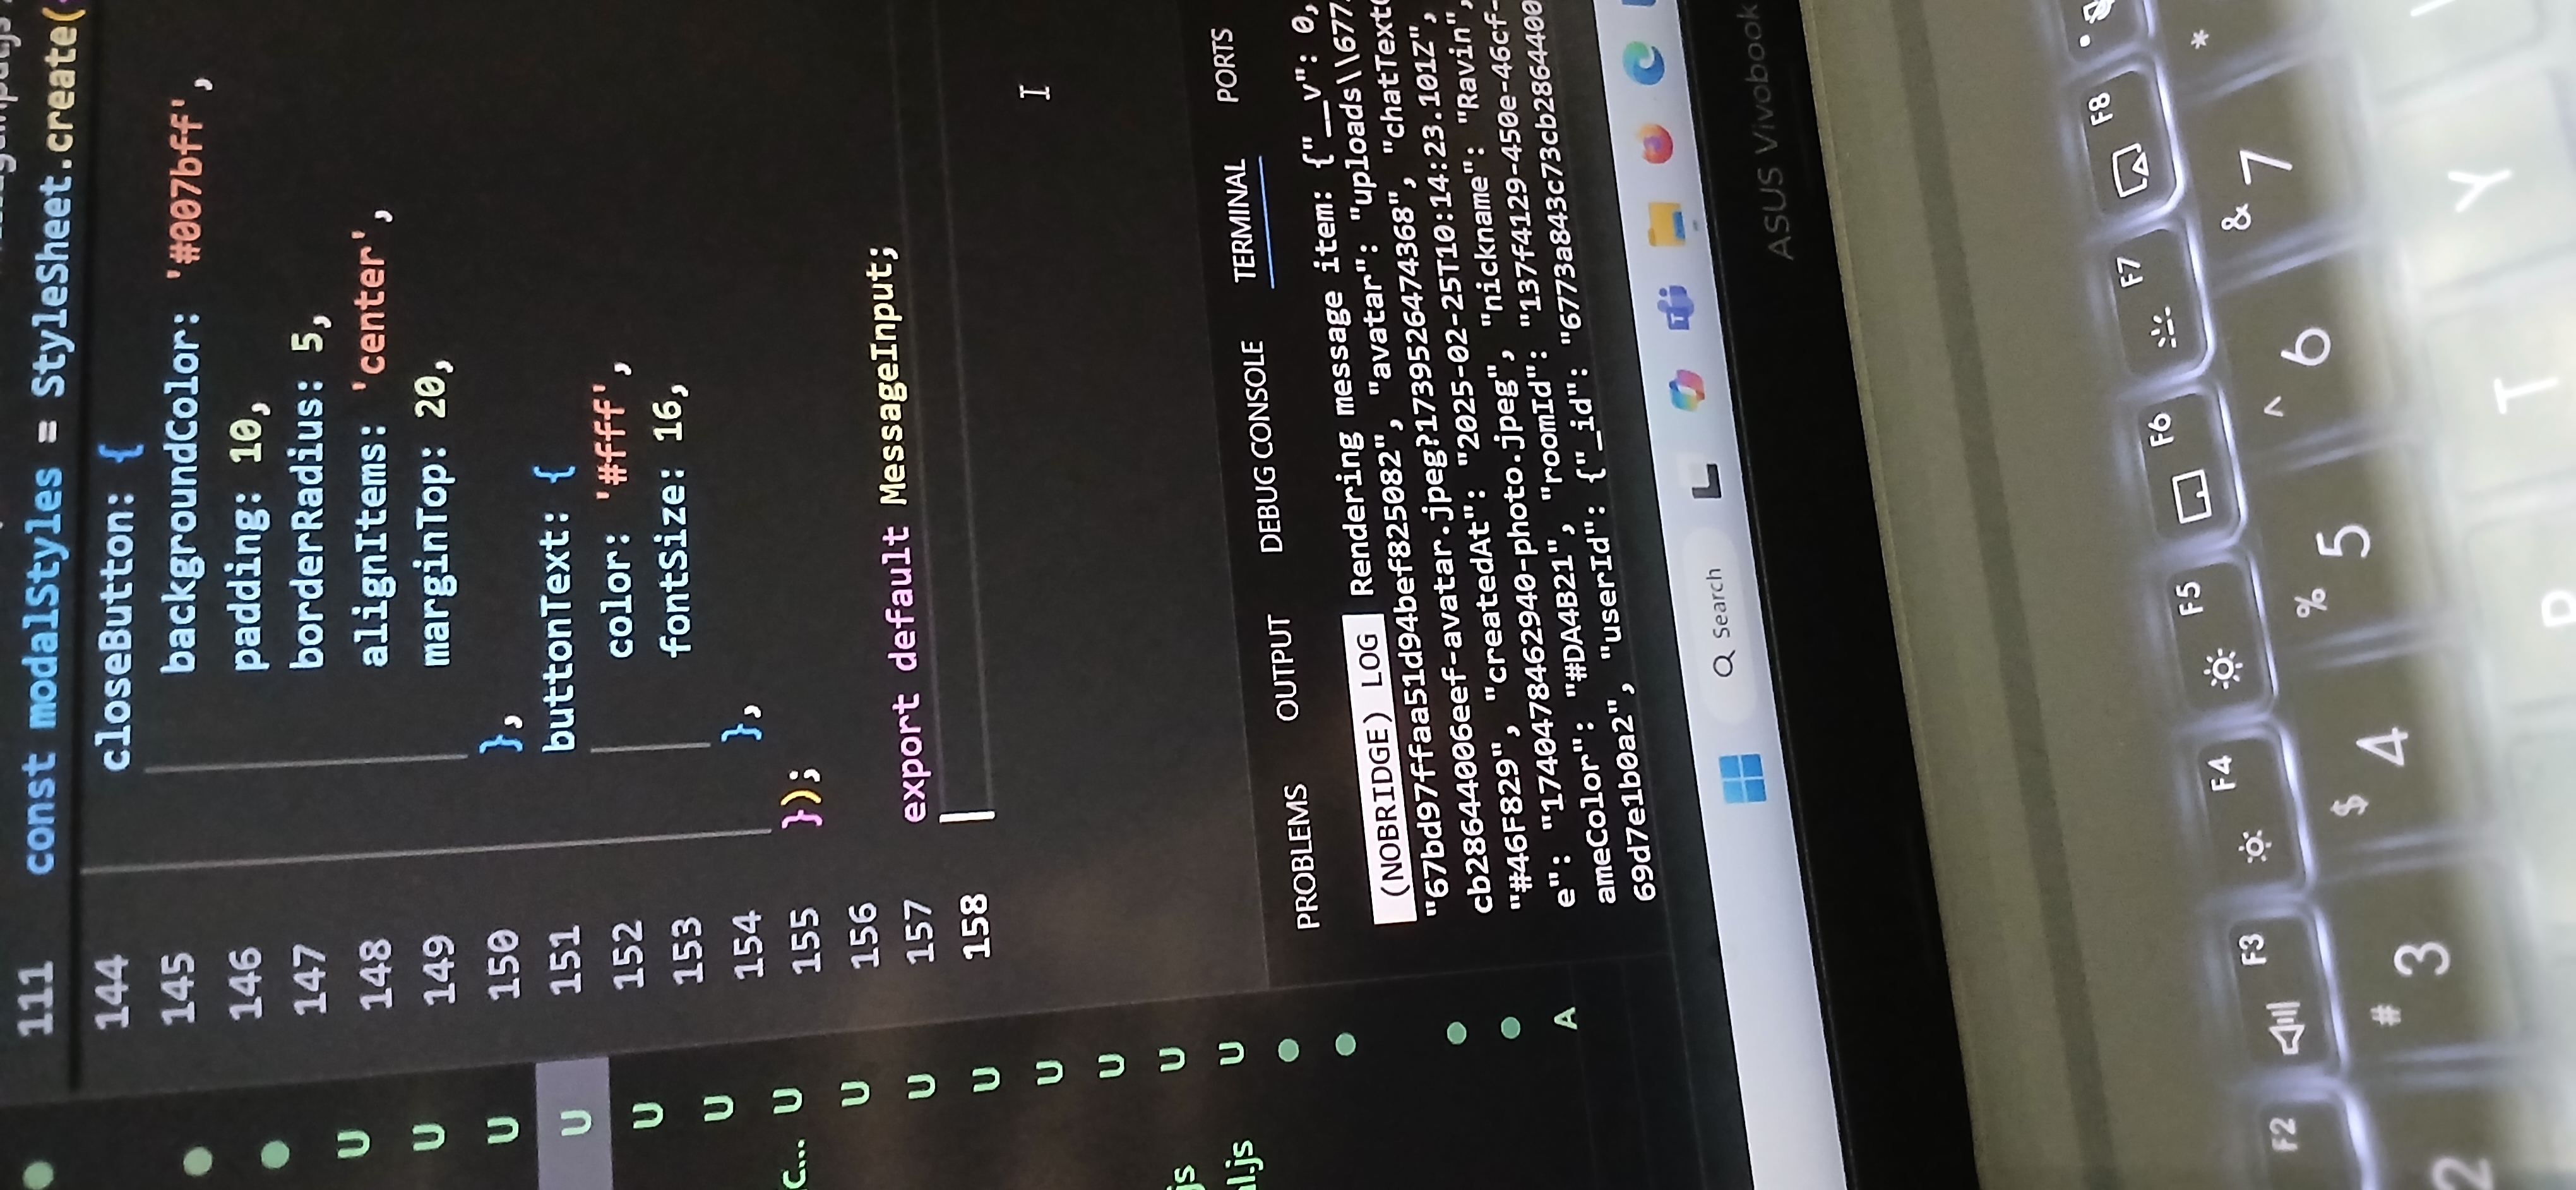 111 const modalStyles = StyleSheet.create(
144 closeButton: {
145 backgroundColor: '#007bff',
146 padding: 10,
147 borderRadius: 5,
148 alignItems: 'center',
149 marginTop: 20,
150 },
151 buttonText: {
152 color: '#fff',
153 fontSize: 16,
154 },
155 });
156
157 export default MessageInput;
158
U
U
U
U
U
U
c... U
U
U
U
U
U
js U
l.js U
A
PROBLEMS OUTPUT DEBUG CONSOLE TERMINAL PORTS
(NOBRIDGE) LOG Rendering message item: {"__v": 0,
"67bd97ffaa51d94bef825082", "avatar": "uploads\\677
cb28644006eef-avatar.jpeg?1739526474368", "chatText
"#46F829", "createdAt": "2025-02-25T10:14:23.101Z",
e": "1740478462940-photo.jpeg", "nickname": "Ravin",
ameColor": "#DA4B21", "roomId": "137f4129-450e-46cf-
69d7e1b0a2", "userId": {"_id": "6773a843c73cb2864400
Search
ASUS Vivobook
F2 F3 F4 F5 F6 F7 F8
2 # 3 $ 4 % 5 ^ 6 & 7 *
T Y